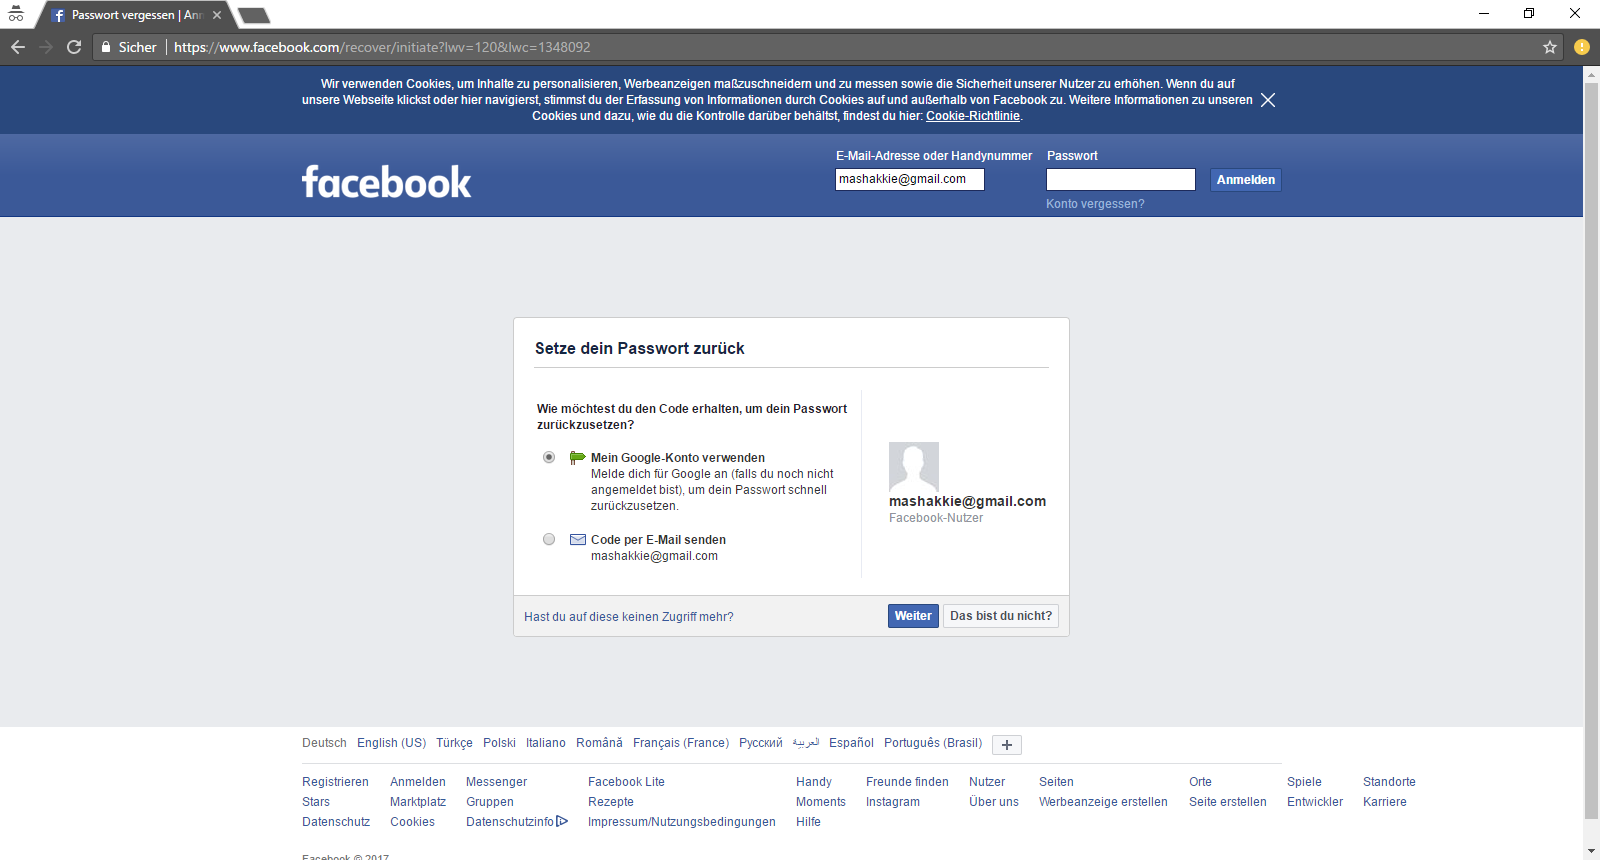 Passwort vergessen | Anm
Sicher
https://www.facebook.com/recover/initiate?lwv=120&lwc=1348092
Wir verwenden Cookies, um Inhalte zu personalisieren, Werbeanzeigen maßzuschneidern und zu messen sowie die Sicherheit unserer Nutzer zu erhöhen. Wenn du auf
unsere Webseite klickst oder hier navigierst, stimmst du der Erfassung von Informationen durch Cookies auf und außerhalb von Facebook zu. Weitere Informationen zu unseren
Cookies und dazu, wie du die Kontrolle darüber behältst, findest du hier: Cookie-Richtlinie.
facebook
E-Mail-Adresse oder Handynummer Passwort
mashakkie@gmail.com
Anmelden
Konto vergessen?
Setze dein Passwort zurück
Wie möchtest du den Code erhalten, um dein Passwort
zurückzusetzen?
Mein Google-Konto verwenden
Melde dich für Google an (falls du noch nicht
angemeldet bist), um dein Passwort schnell
zurückzusetzen.
Code per E-Mail senden
mashakkie@gmail.com
mashakkie@gmail.com
Facebook-Nutzer
Hast du auf diese keinen Zugriff mehr?
Weiter
Das bist du nicht?
Deutsch English (US) Türkçe Polski Italiano Română Français (France) Русский العربية Español Português (Brasil)
Registrieren Anmelden Messenger Facebook Lite Handy Freunde finden Nutzer Seiten Orte Spiele Standorte
Stars Marktplatz Gruppen Rezepte Moments Instagram Über uns Werbeanzeige erstellen Seite erstellen Entwickler Karriere
Datenschutz Cookies Datenschutzinfo Impressum/Nutzungsbedingungen Hilfe
Facebook © 2017